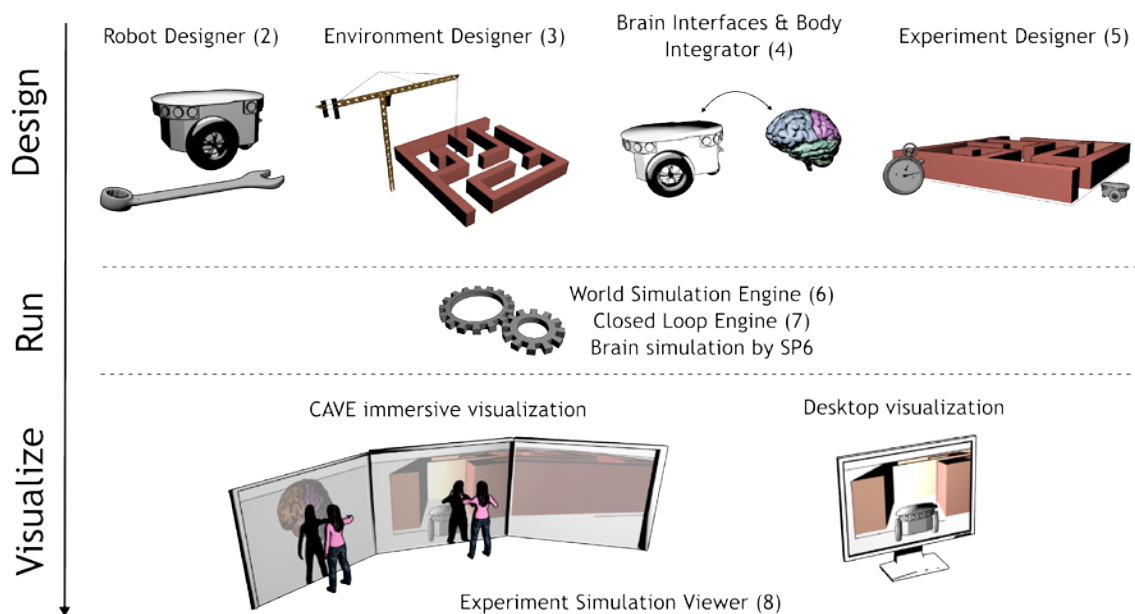 Design
Robot Designer (2)
Environment Designer (3)
Brain Interfaces & Body
Integrator (4)
Experiment Designer (5)
Run
World Simulation Engine (6)
Closed Loop Engine (7)
Brain simulation by SP6
Visualize
CAVE immersive visualization
Desktop visualization
Experiment Simulation Viewer (8)